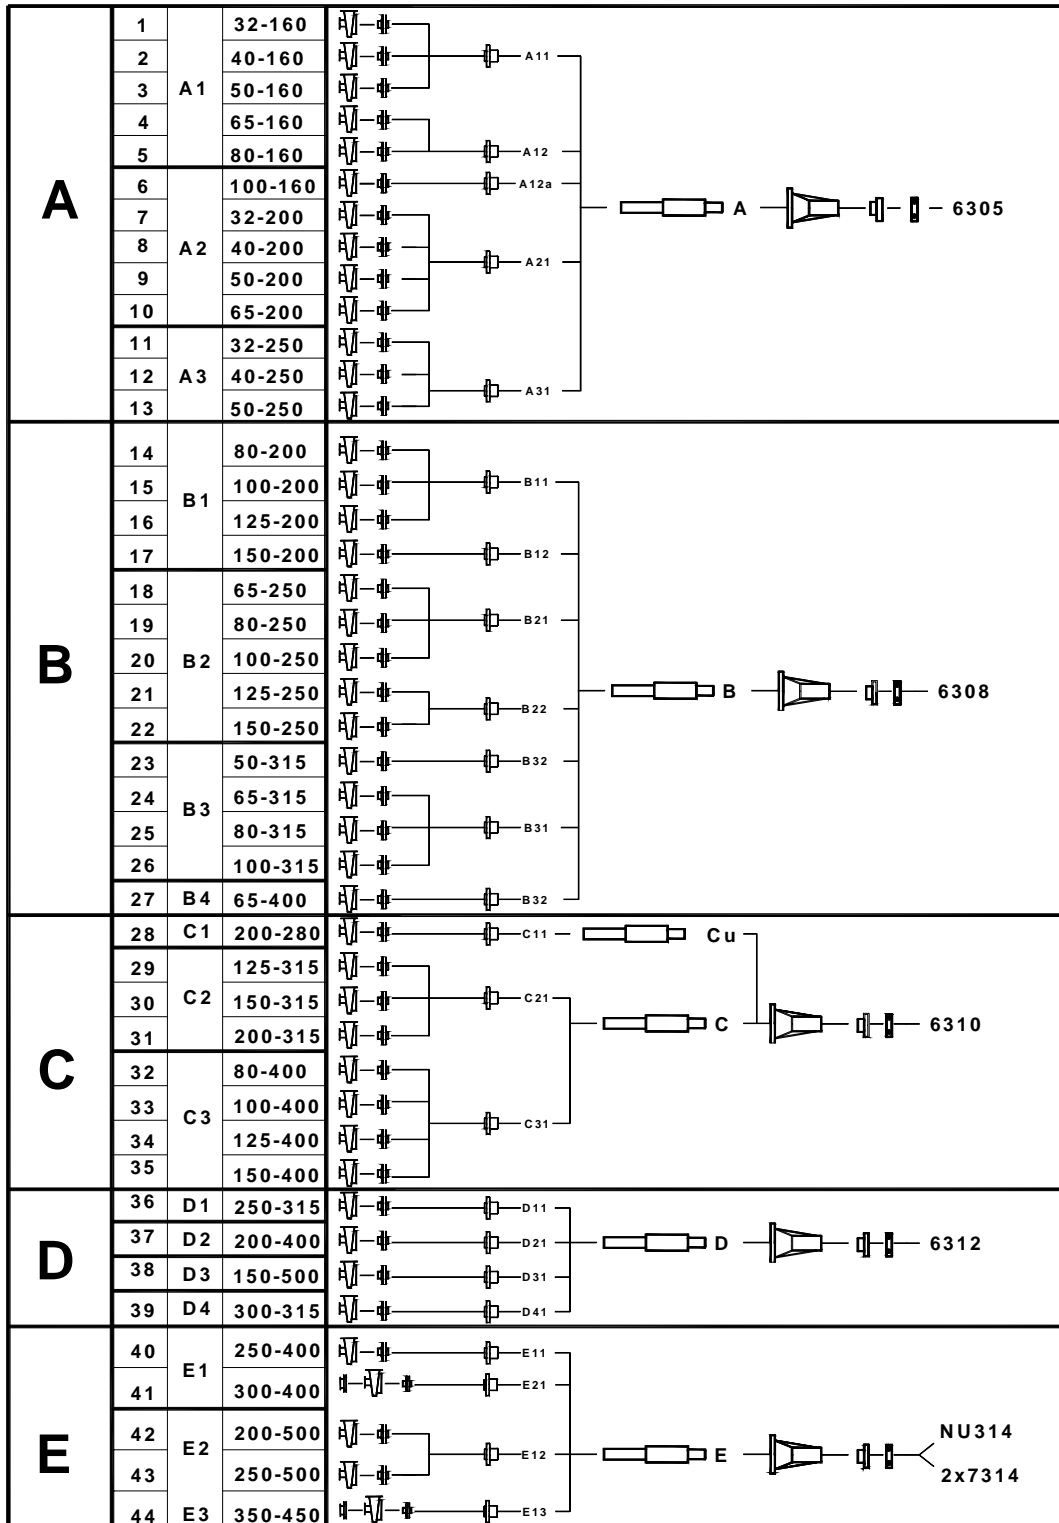 1 32-160
2 40-160 A11
3 A1 50-160
4 65-160
5 80-160 A12
6 100-160 A12a
A 7 32-200 A 6305
8 A2 40-200
9 50-200 A21
10 65-200
11 32-250
12 A3 40-250
13 50-250 A31
14 80-200
15 B1 100-200 B11
16 125-200
17 150-200 B12
18 65-250
19 80-250 B21
B 20 B2 100-250
21 125-250 B 6308
22 150-250 B22
23 50-315 B32
24 B3 65-315
25 80-315 B31
26 100-315
27 B4 65-400 B32
28 C1 200-280 C11 Cu
29 125-315
30 C2 150-315 C21
31 200-315 C 6310
C 32 80-400
33 C3 100-400
34 125-400 C31
35 150-400
36 D1 250-315 D11
37 D2 200-400 D21 D 6312
D 38 D3 150-500 D31
39 D4 300-315 D41
40 E1 250-400 E11
41 300-400 E21
42 200-500 NU314
E E2 E12 E
43 250-500 2x7314
44 E3 350-450 E13